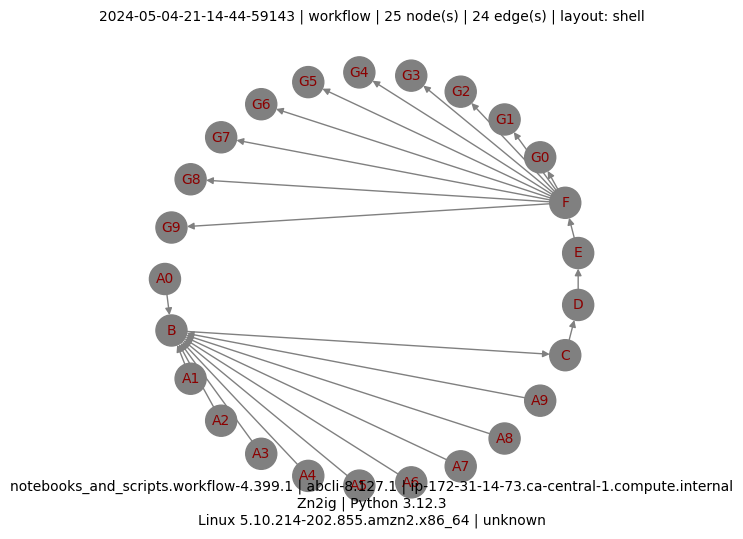 2024-05-04-21-14-44-59143 | workflow | 25 node(s) | 24 edge(s) | layout: shell
G4
G3
G5
G2
G6
G1
G7
G0
G8
F
G9
E
A0
D
B
C
A1
A9
A2
A8
A3
A7
A4
A6
A5
notebooks_and_scripts.workflow-4.399.1 | abcli-8.527.1 | ip-172-31-14-73.ca-central-1.compute.internal
Zn2ig | Python 3.12.3
Linux 5.10.214-202.855.amzn2.x86_64 | unknown